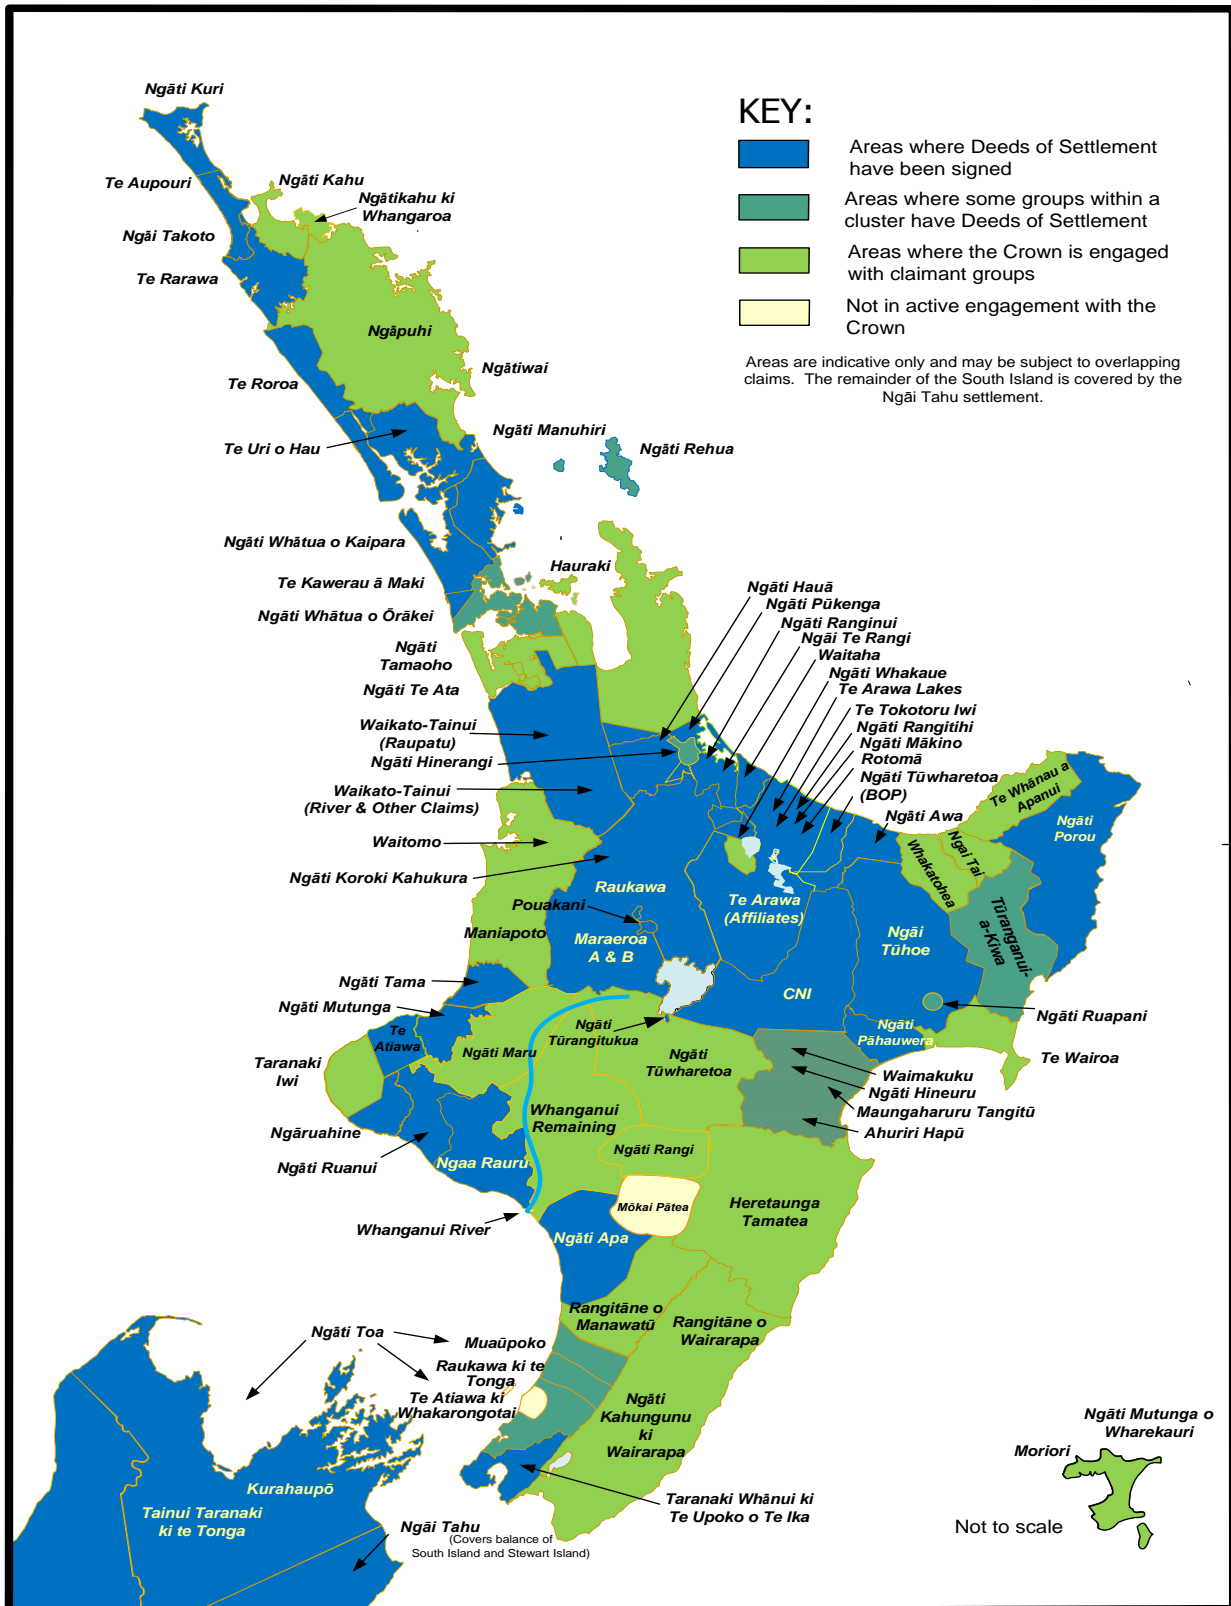 KEY:
Areas where Deeds of Settlement
have been signed
Areas where some groups within a
cluster have Deeds of Settlement
Areas where the Crown is engaged
with claimant groups
Not in active engagement with the
Crown
Areas are indicative only and may be subject to overlapping
claims. The remainder of the South Island is covered by the
Ngāi Tahu settlement.
Ngāti Kuri
Te Aupouri
Ngāti Kahu
Ngātikahu ki
Whangaroa
Ngāi Takoto
Te Rarawa
Ngāpuhi
Ngātiwai
Te Roroa
Te Uri o Hau
Ngāti Manuhiri
Ngāti Rehua
Ngāti Whātua o Kaipara
Te Kawerau ā Maki
Hauraki
Ngāti Whātua o Ōrākei
Ngāti
Tamaoho
Ngāti Te Ata
Ngāti Hauā
Ngāti Pūkenga
Ngāti Ranginui
Ngāi Te Rangi
Waitaha
Ngāti Whakaue
Te Arawa Lakes
Te Tokotoru Iwi
Ngāti Rangitihi
Ngāti Mākino
Rotomā
Ngāti Tūwharetoa
(BOP)
Ngāti Awa
Waikato-Tainui
(Raupatu)
Ngāti Hinerangi
Waikato-Tainui
(River & Other Claims)
Waitomo
Ngāti Koroki Kahukura
Te Whānau a
Apanui
Ngāti
Porou
Ngai Tai
Whakatohea
Tūranganui-
a-Kiwa
Raukawa
Pouakani
Te Arawa
(Affiliates)
Maniapoto
Maraeroa
A & B
Ngāi
Tūhoe
CNI
Ngāti Tama
Ngāti Mutunga
Te
Atiawa
Ngāti Maru
Ngāti
Tūrangitukua
Ngāti
Tūwharetoa
Ngāti
Pāhauwera
Ngāti Ruapani
Te Wairoa
Taranaki
Iwi
Waimakuku
Ngāti Hineuru
Maungaharuru Tangitū
Ahuriri Hapū
Whanganui
Remaining
Ngāruahine
Ngāti Ruanui
Ngaa Rauru
Ngāti Rangi
Mōkai Pātea
Heretaunga
Tamatea
Whanganui River
Ngāti Apa
Rangitāne o
Manawatū
Rangitāne o
Wairarapa
Ngāti Toa
Muaūpoko
Raukawa ki te
Tonga
Te Atiawa ki
Whakarongotai
Ngāti
Kahungunu
ki
Wairarapa
Ngāti Mutunga o
Wharekauri
Moriori
Not to scale
Kurahaupō
Tainui Taranaki
ki te Tonga
Taranaki Whānui ki
Te Upoko o Te Ika
Ngāi Tahu
(Covers balance of
South Island and Stewart Island)